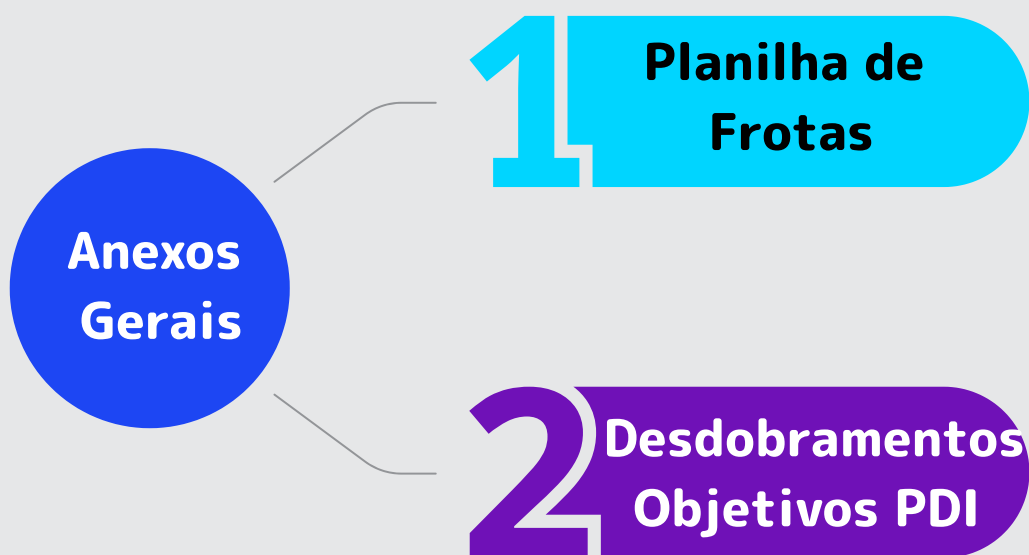 Anexos
Gerais
1
Planilha de
Frotas
2
Desdobramentos
Objetivos PDI